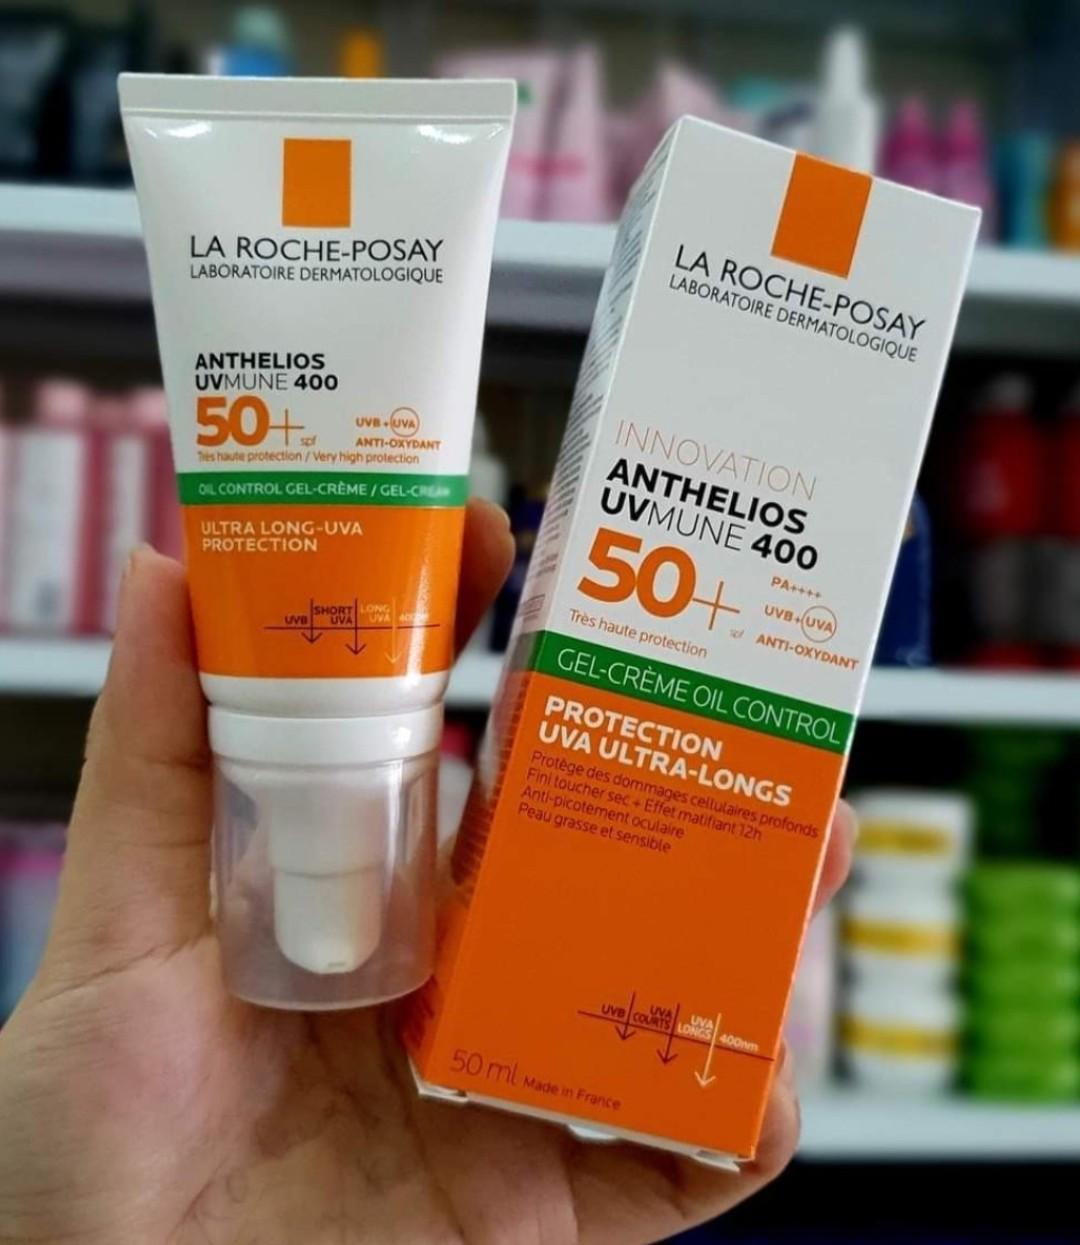 LA ROCHE-POSAY
LABORATOIRE DERMATOLOGIQUE
ANTHELIOS
UVMUNE 400
50+ spf
UVB + UVA
ANTI-OXYDANT
Très haute protection / Very high protection
OIL CONTROL GEL-CRÈME / GEL-CREAM
ULTRA LONG-UVA
PROTECTION
UVB SHORT UVA LONG UVA 400nm
LA ROCHE-POSAY
LABORATOIRE DERMATOLOGIQUE
INNOVATION
ANTHELIOS
UVMUNE 400
50+ spf
PA++++
UVB + UVA
ANTI-OXYDANT
Très haute protection
GEL-CRÈME OIL CONTROL
PROTECTION
UVA ULTRA-LONGS
Protège des dommages cellulaires profonds
Fini toucher sec + Effet matifiant 12h
Anti-picotement oculaire
Peau grasse et sensible
UVB UVA COURTS UVA LONGS 400nm
50 ml Made in France